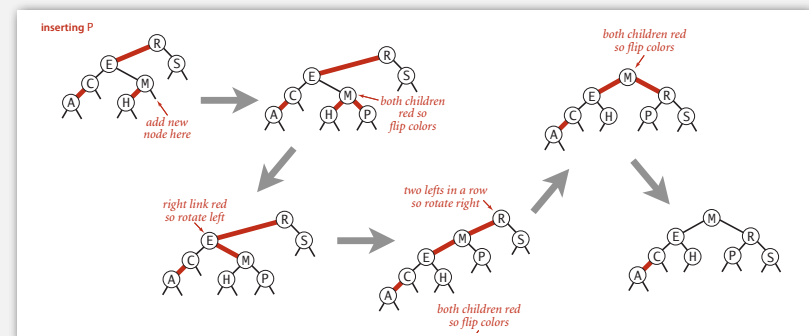 inserting P
R
E
S
C
M
A
H
add new
node here
R
E
S
C
M
A
H
P
both children
red so
flip colors
right link red
so rotate left
R
E
S
C
M
A
H
P
two lefts in a row
so rotate right
R
M
S
E
P
C
H
A
both children red
so flip colors
both children red
so flip colors
M
E
R
C
H
P
S
A
M
E
R
C
H
P
S
A